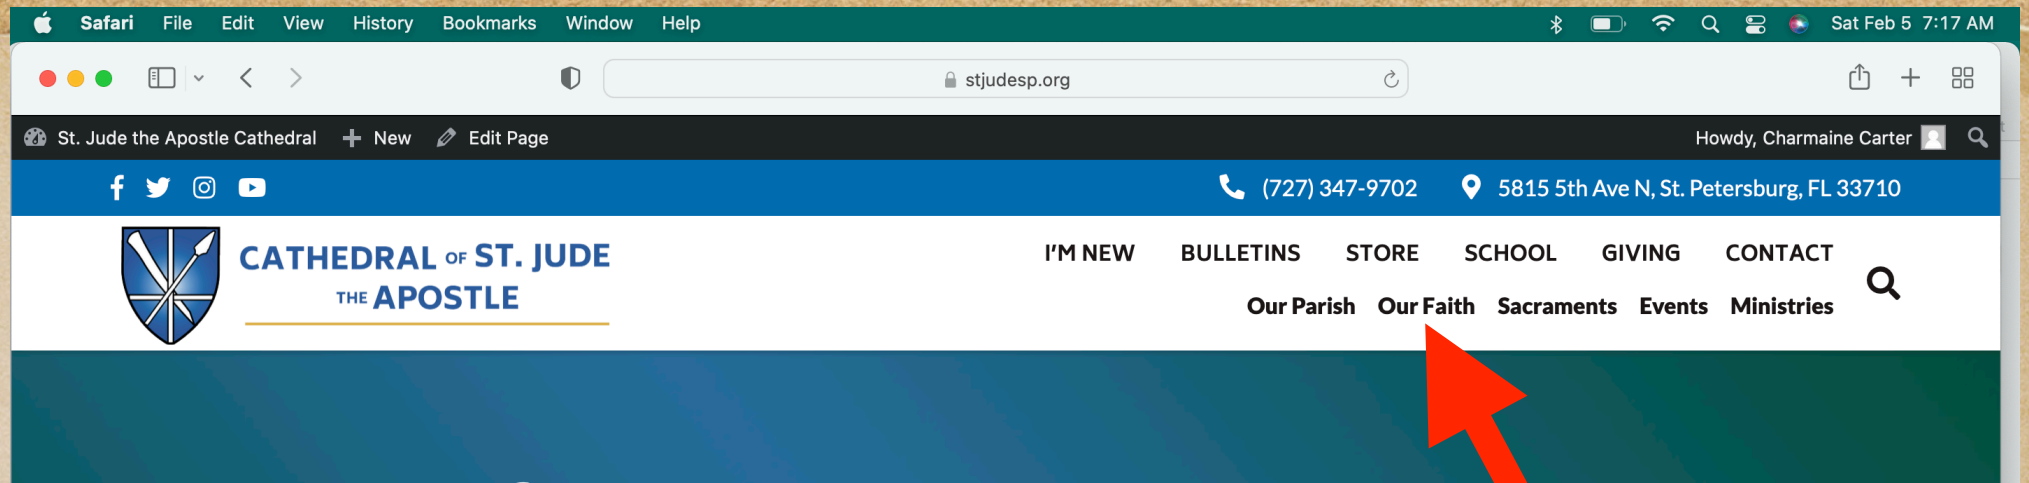 Safari File Edit View History Bookmarks Window Help Sat Feb 5 7:17 AM
stjudesp.org
St. Jude the Apostle Cathedral New Edit Page Howdy, Charmaine Carter
(727) 347-9702 5815 5th Ave N, St. Petersburg, FL 33710
CATHEDRAL OF ST. JUDE
THE APOSTLE
I'M NEW BULLETINS STORE SCHOOL GIVING CONTACT
Our Parish Our Faith Sacraments Events Ministries